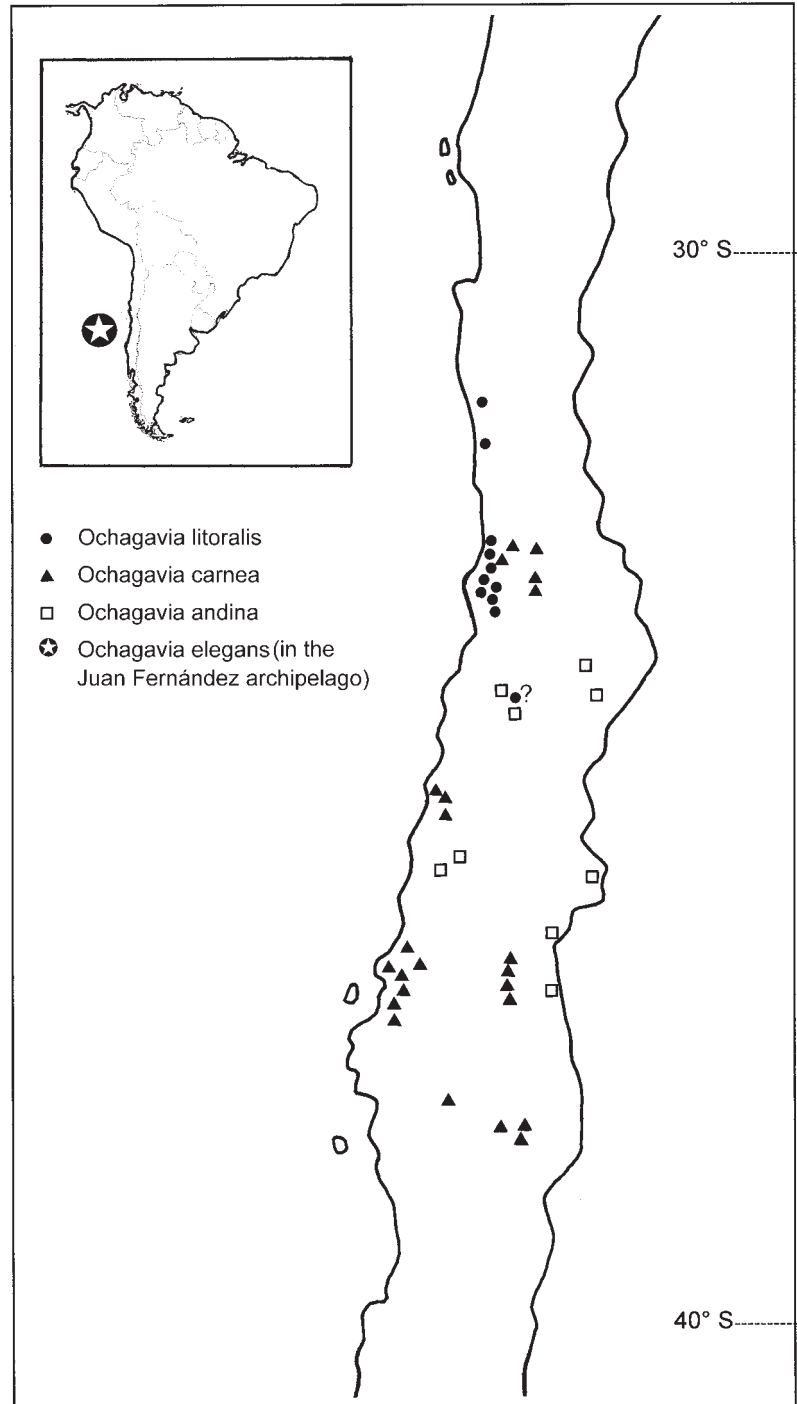 30° S
Ochagavia litoralis
Ochagavia carnea
Ochagavia andina
Ochagavia elegans (in the
Juan Fernández archipelago)
?
40° S